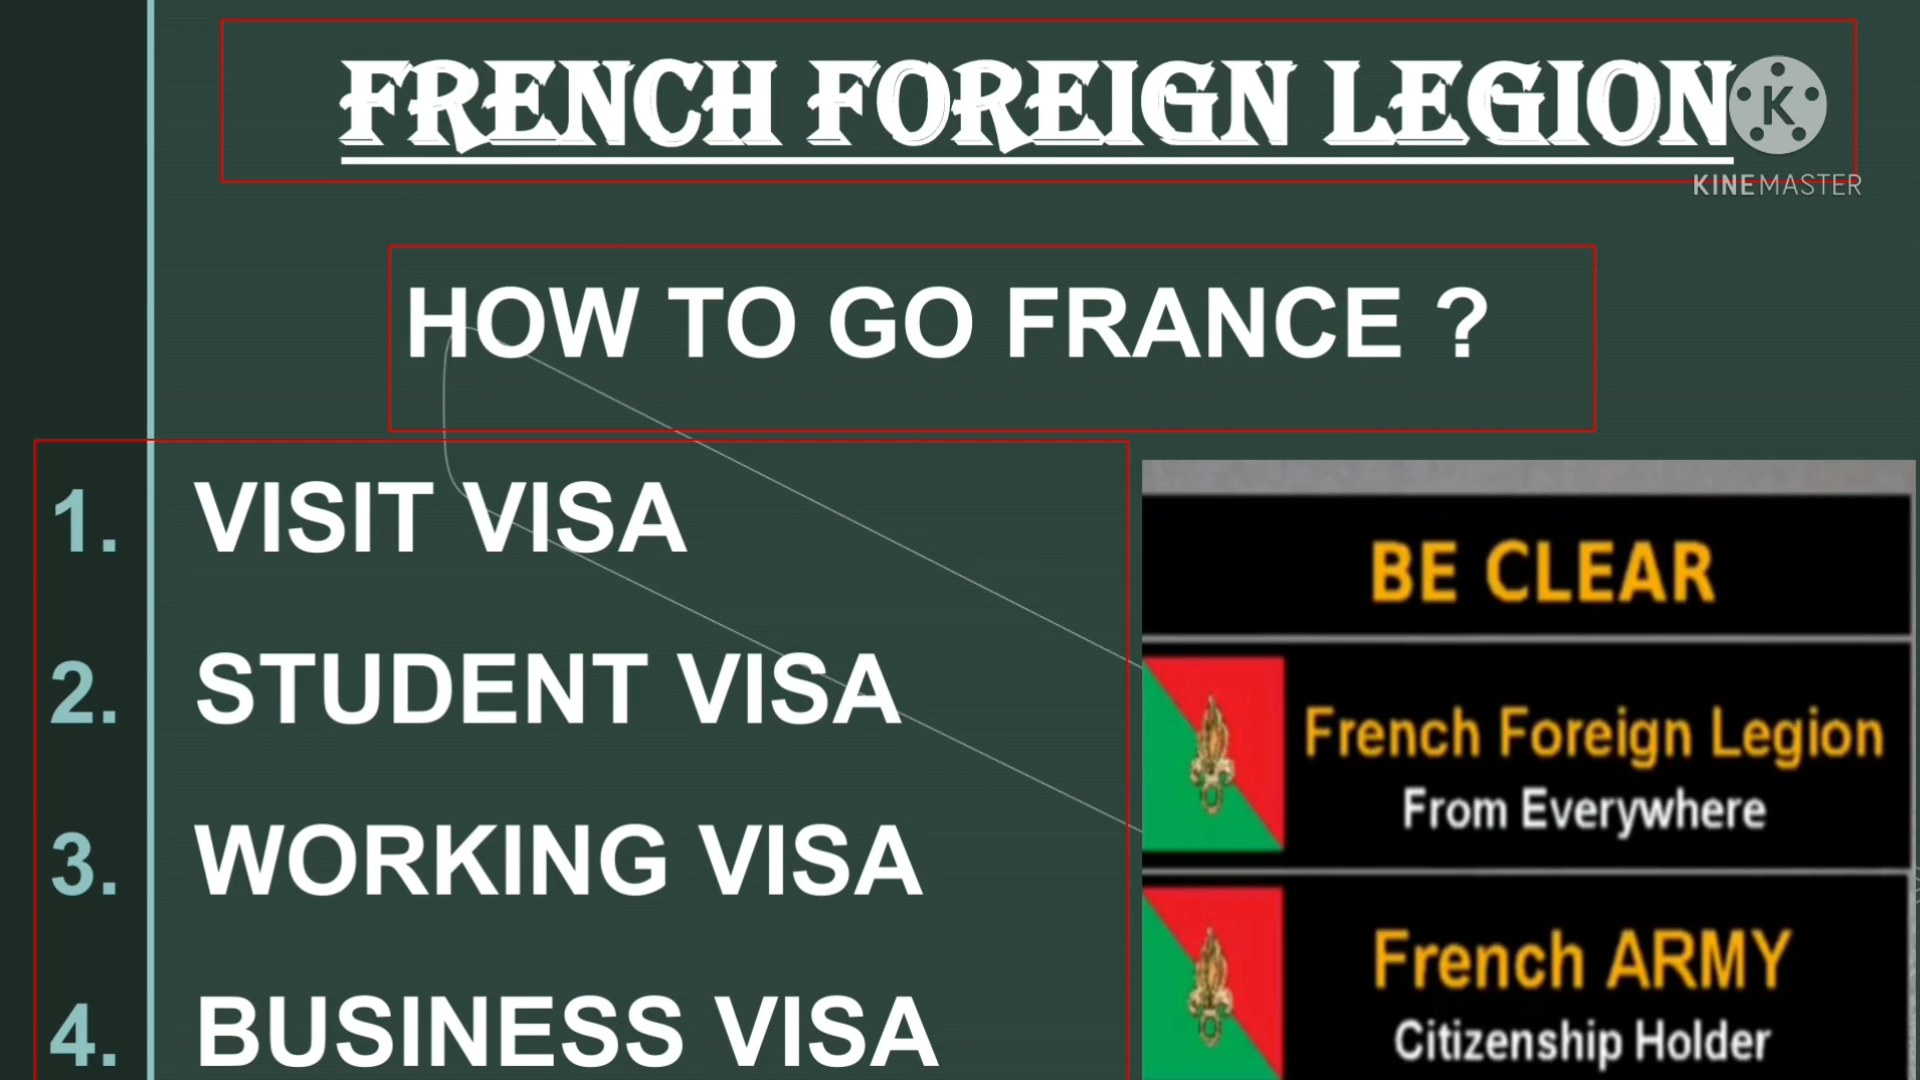 FRENCH FOREIGN LEGION
K
KINEMASTER
HOW TO GO FRANCE ?
1. VISIT VISA
2. STUDENT VISA
3. WORKING VISA
4. BUSINESS VISA
BE CLEAR
French Foreign Legion
From Everywhere
French ARMY
Citizenship Holder